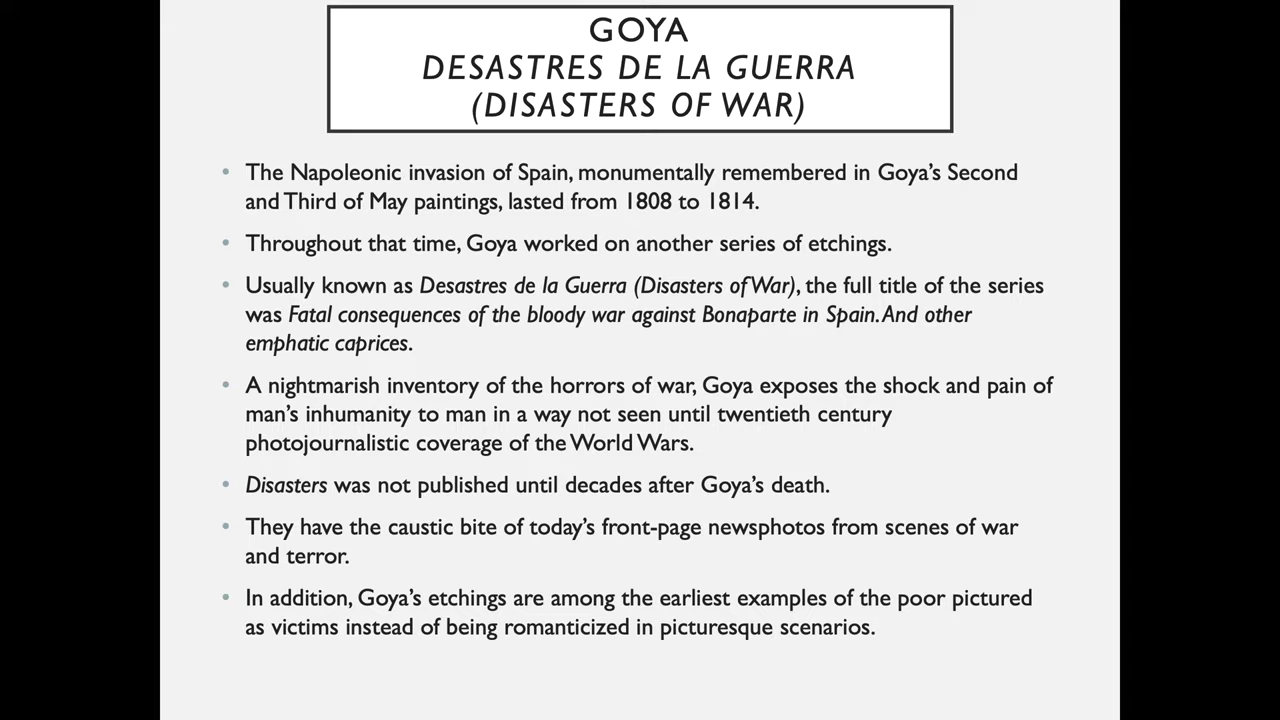 GOYA
DESASTRES DE LA GUERRA
(DISASTERS OF WAR)
• The Napoleonic invasion of Spain, monumentally remembered in Goya's Second
and Third of May paintings, lasted from 1808 to 1814.
• Throughout that time, Goya worked on another series of etchings.
• Usually known as Desastres de la Guerra (Disasters of War), the full title of the series
was Fatal consequences of the bloody war against Bonaparte in Spain. And other
emphatic caprices.
• A nightmarish inventory of the horrors of war, Goya exposes the shock and pain of
man's inhumanity to man in a way not seen until twentieth century
photojournalistic coverage of the World Wars.
• Disasters was not published until decades after Goya's death.
• They have the caustic bite of today's front-page newsphotos from scenes of war
and terror.
• In addition, Goya's etchings are among the earliest examples of the poor pictured
as victims instead of being romanticized in picturesque scenarios.